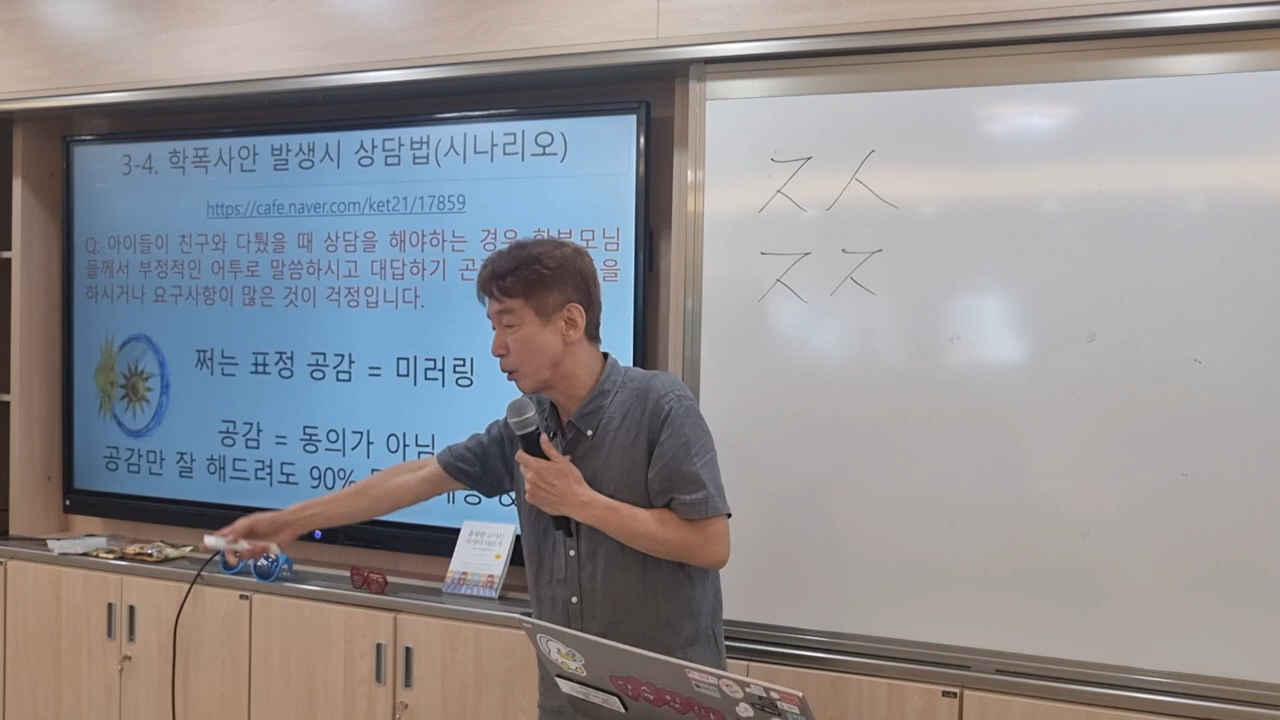 3-4. 학폭사안 발생시 상담법(시나리오)
https://cafe.naver.com/ket21/17859
Q: 아이들이 친구와 다퉜을 때 상담을 해야하는 경우
들께서 부정적인 어투로 말씀하시고 대답하기 을
하시거나 요구사항이 많은 것이 걱정입니다.
쩌는 표정 공감 = 미러링
공감 = 동의가 아님
공감만 잘 해드려도 90%
ㅈㅅ
ㅈㅈ